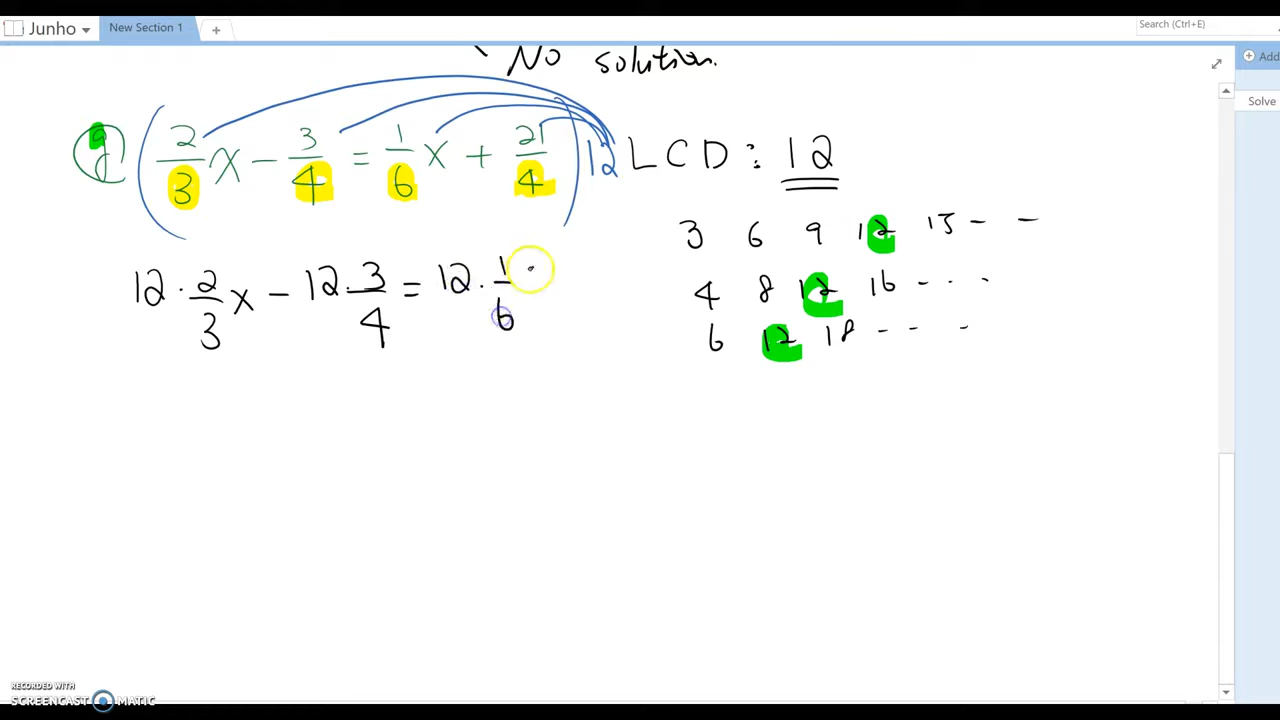 Junho
New Section 1
Search (Ctrl+E)
Add
Solve
No solution.
g ( 2/3 x − 3/4 = 1/6 x + 21/4 ) 12
LCD: 12
3 6 9 12 15 - -
4 8 12 16 - - -
6 12 18 - - -
12 · 2/3 x − 12 · 3/4 = 12 · 1/6
RECORDED WITH
SCREENCAST MATIC